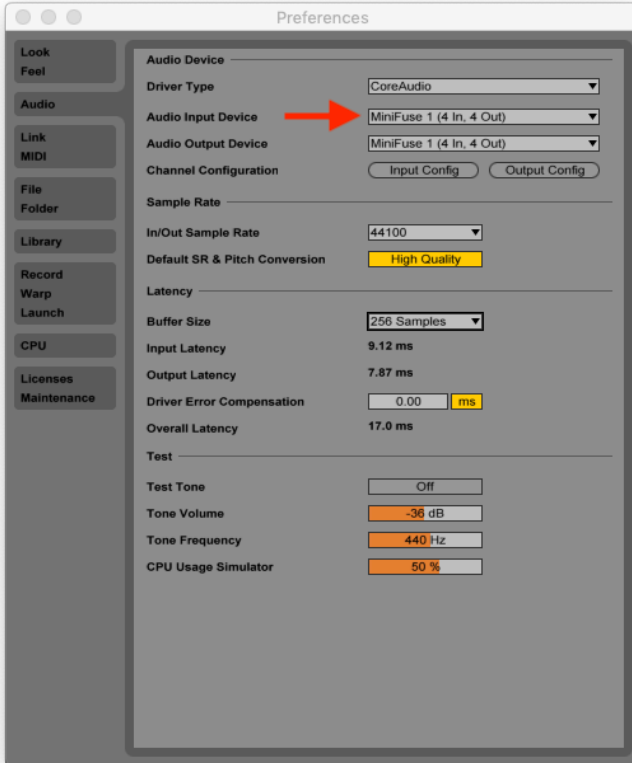 Preferences
Look
Feel
Audio
Link
MIDI
File
Folder
Library
Record
Warp
Launch
CPU
Licenses
Maintenance
Audio Device
Driver Type CoreAudio
Audio Input Device MiniFuse 1 (4 In, 4 Out)
Audio Output Device MiniFuse 1 (4 In, 4 Out)
Channel Configuration Input Config Output Config
Sample Rate
In/Out Sample Rate 44100
Default SR & Pitch Conversion High Quality
Latency
Buffer Size 256 Samples
Input Latency 9.12 ms
Output Latency 7.87 ms
Driver Error Compensation 0.00 ms
Overall Latency 17.0 ms
Test
Test Tone Off
Tone Volume -36 dB
Tone Frequency 440 Hz
CPU Usage Simulator 50 %